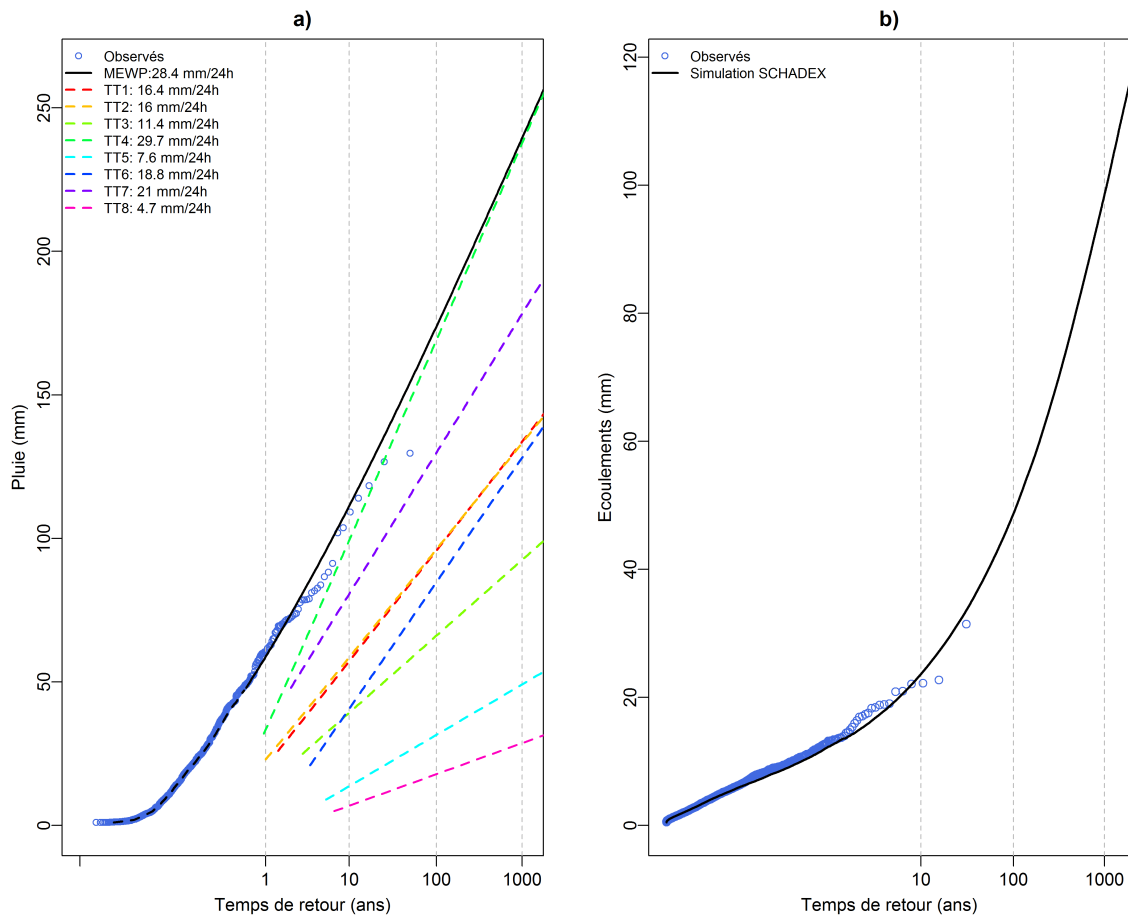 a)
Observés
MEWP:28.4 mm/24h
TT1: 16.4 mm/24h
TT2: 16 mm/24h
TT3: 11.4 mm/24h
TT4: 29.7 mm/24h
TT5: 7.6 mm/24h
TT6: 18.8 mm/24h
TT7: 21 mm/24h
TT8: 4.7 mm/24h
Pluie (mm)
250
200
150
100
50
0
1 10 100 1000
Temps de retour (ans)
b)
Observés
Simulation SCHADEX
Ecoulements (mm)
120
100
80
60
40
20
0
10 100 1000
Temps de retour (ans)